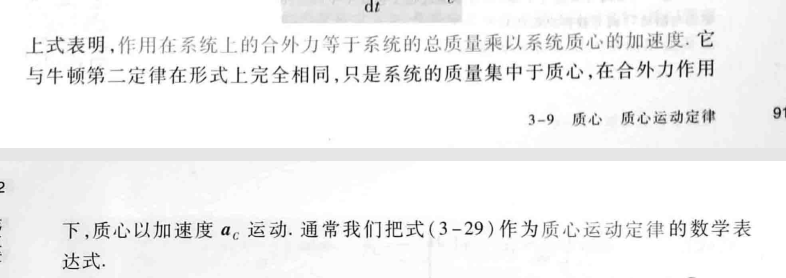 dt
上式表明,作用在系统上的合外力等于系统的总质量乘以系统质心的加速度. 它
与牛顿第二定律在形式上完全相同,只是系统的质量集中于质心,在合外力作用
3-9 质心 质心运动定律 91
2
下,质心以加速度 a_c 运动. 通常我们把式(3-29)作为质心运动定律的数学表
达式.